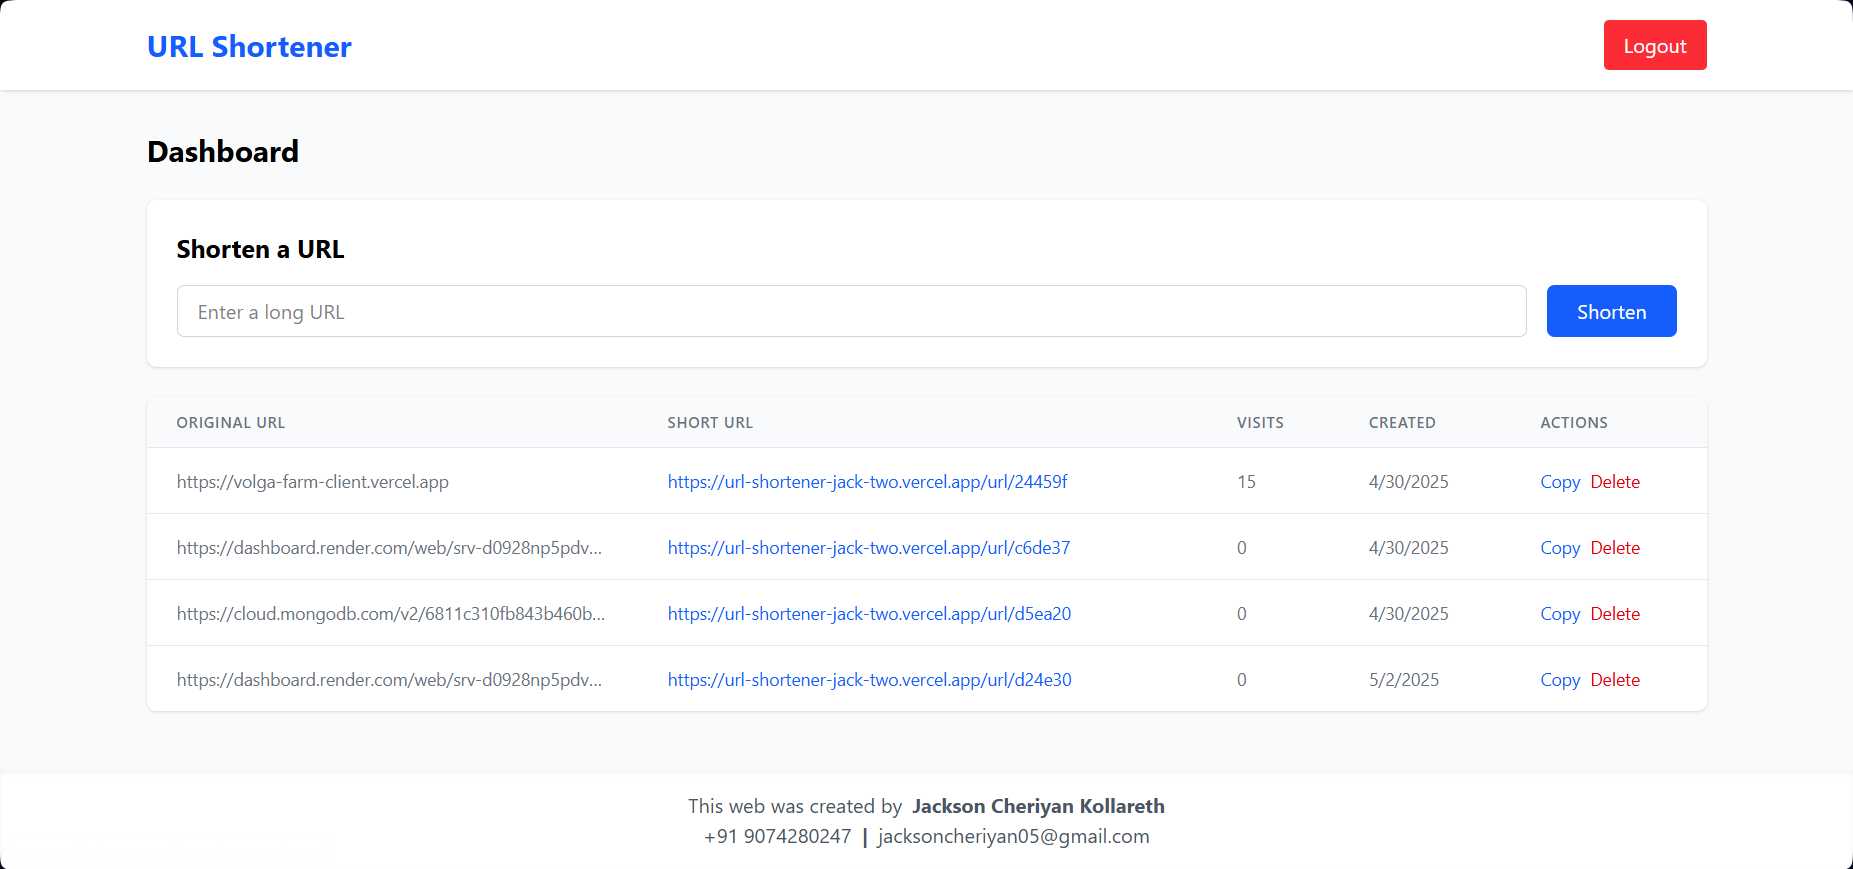 URL Shortener Logout
Dashboard
Shorten a URL
Enter a long URL Shorten
ORIGINAL URL SHORT URL VISITS CREATED ACTIONS
https://volga-farm-client.vercel.app https://url-shortener-jack-two.vercel.app/url/24459f 15 4/30/2025 Copy Delete
https://dashboard.render.com/web/srv-d0928np5pdv... https://url-shortener-jack-two.vercel.app/url/c6de37 0 4/30/2025 Copy Delete
https://cloud.mongodb.com/v2/6811c310fb843b460b... https://url-shortener-jack-two.vercel.app/url/d5ea20 0 4/30/2025 Copy Delete
https://dashboard.render.com/web/srv-d0928np5pdv... https://url-shortener-jack-two.vercel.app/url/d24e30 0 5/2/2025 Copy Delete
This web was created by Jackson Cheriyan Kollareth
+91 9074280247 | jacksoncheriyan05@gmail.com